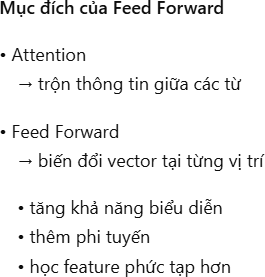 Mục đích của Feed Forward
• Attention
→ trộn thông tin giữa các từ
• Feed Forward
→ biến đổi vector tại từng vị trí
• tăng khả năng biểu diễn
• thêm phi tuyến
• học feature phức tạp hơn